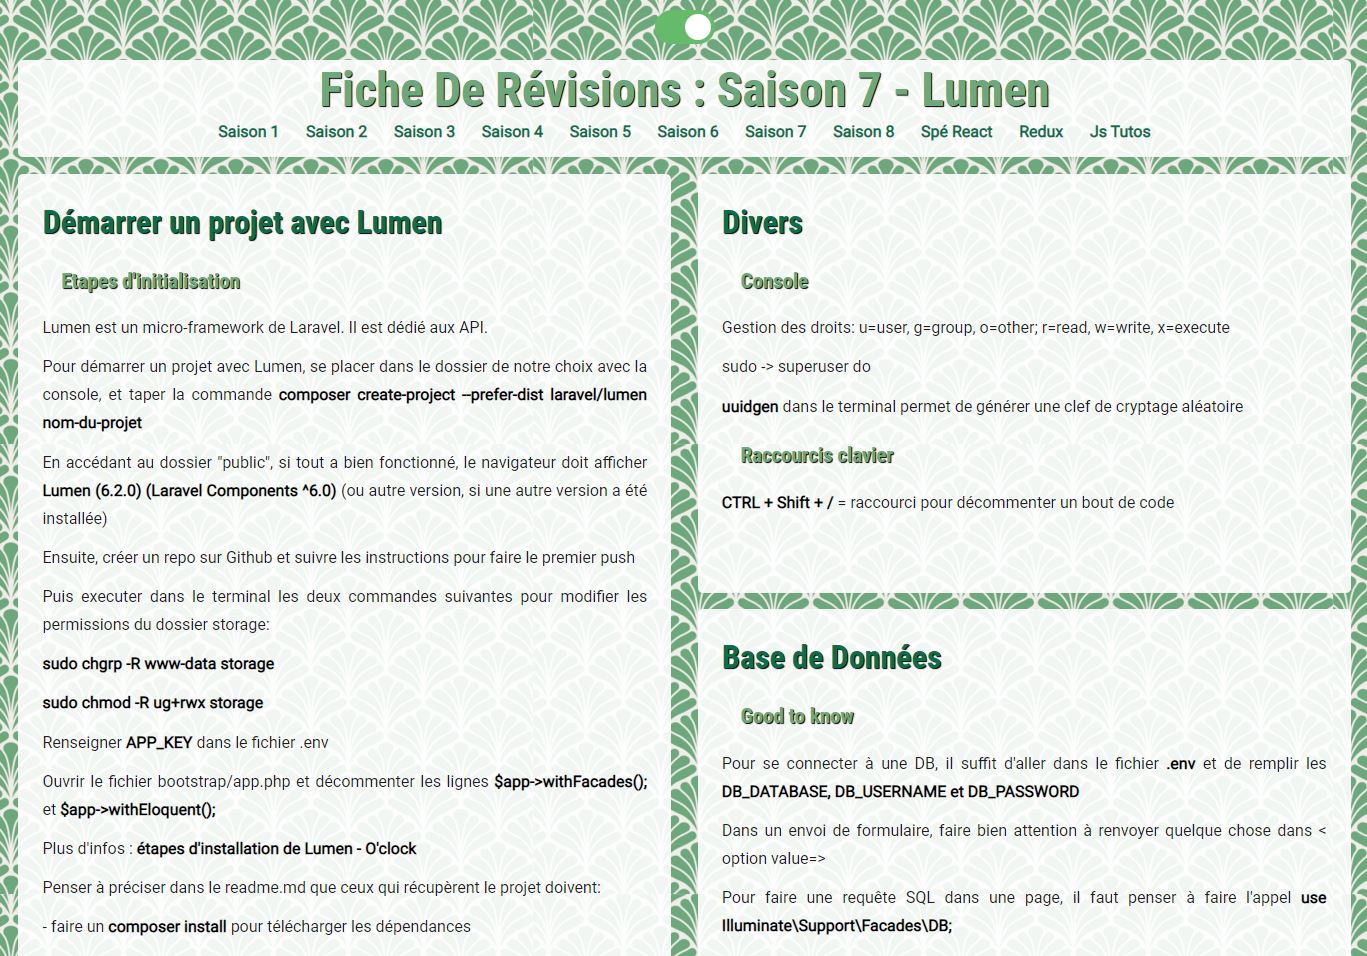 Fiche De Révisions : Saison 7 - Lumen
Saison 1 Saison 2 Saison 3 Saison 4 Saison 5 Saison 6 Saison 7 Saison 8 Spé React Redux Js Tutos
Démarrer un projet avec Lumen
Etapes d'initialisation
Lumen est un micro-framework de Laravel. Il est dédié aux API.
Pour démarrer un projet avec Lumen, se placer dans le dossier de notre choix avec la
console, et taper la commande composer create-project --prefer-dist laravel/lumen
nom-du-projet
En accédant au dossier "public", si tout a bien fonctionné, le navigateur doit afficher
Lumen (6.2.0) (Laravel Components ^6.0) (ou autre version, si une autre version a été
installée)
Ensuite, créer un repo sur Github et suivre les instructions pour faire le premier push
Puis executer dans le terminal les deux commandes suivantes pour modifier les
permissions du dossier storage:
sudo chgrp -R www-data storage
sudo chmod -R ug+rwx storage
Renseigner APP_KEY dans le fichier .env
Ouvrir le fichier bootstrap/app.php et décommenter les lignes $app->withFacades();
et $app->withEloquent();
Plus d'infos : étapes d'installation de Lumen - O'clock
Penser à préciser dans le readme.md que ceux qui récupèrent le projet doivent:
- faire un composer install pour télécharger les dépendances
Divers
Console
Gestion des droits: u=user, g=group, o=other; r=read, w=write, x=execute
sudo -> superuser do
uuidgen dans le terminal permet de générer une clef de cryptage aléatoire
Raccourcis clavier
CTRL + Shift + / = raccourci pour décommenter un bout de code
Base de Données
Good to know
Pour se connecter à une DB, il suffit d'aller dans le fichier .env et de remplir les
DB_DATABASE, DB_USERNAME et DB_PASSWORD
Dans un envoi de formulaire, faire bien attention à renvoyer quelque chose dans <
option value=>
Pour faire une requête SQL dans une page, il faut penser à faire l'appel use
Illuminate\Support\Facades\DB;